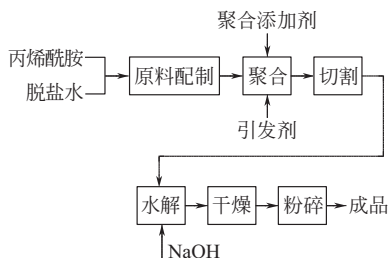 聚合添加剂
丙烯酰胺
脱盐水
原料配制
聚合
切割
引发剂
水解
干燥
粉碎
成品
NaOH